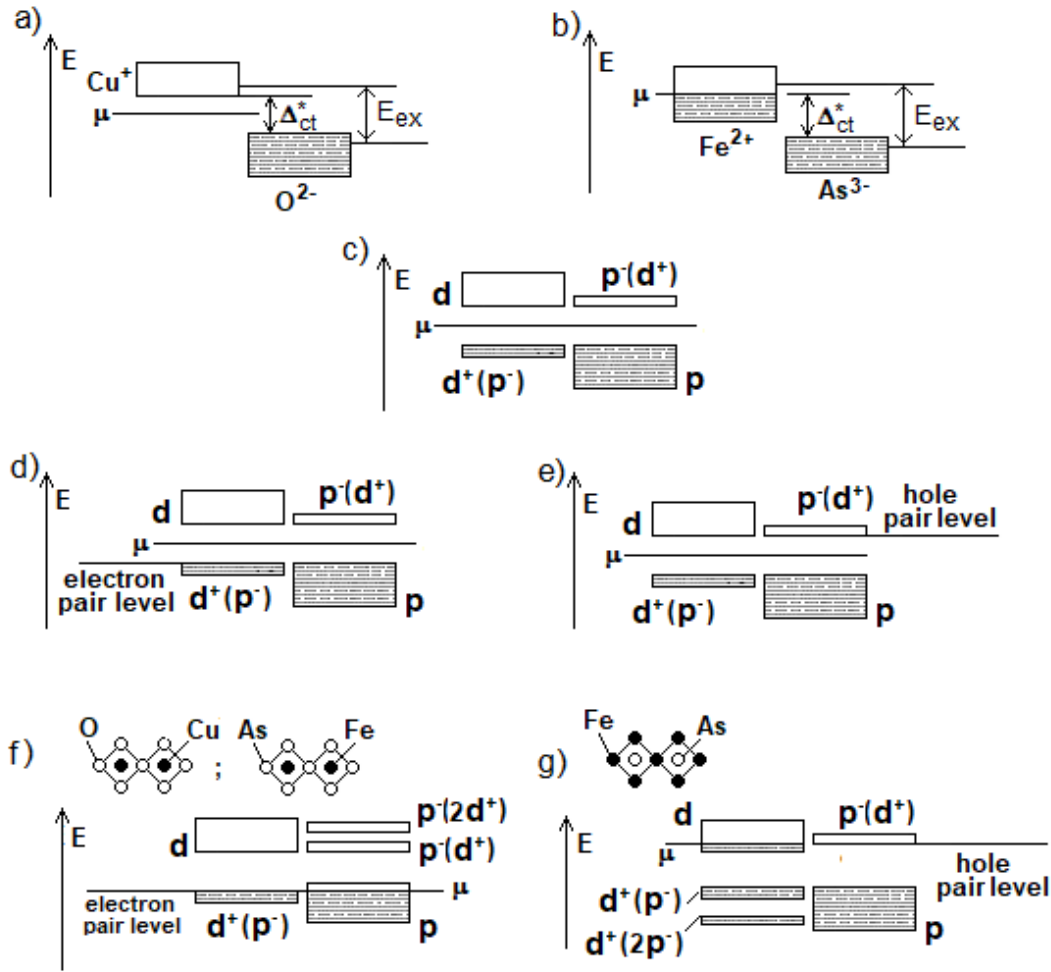 a)
E
Cu⁺
μ
Δ*ct
Eex
O²⁻
b)
E
μ
Fe²⁺
Δ*ct
Eex
As³⁻
c)
E
d
p⁻(d⁺)
μ
d⁺(p⁻)
p
d)
E
d
p⁻(d⁺)
μ
electron
pair level
d⁺(p⁻)
p
e)
E
d
p⁻(d⁺)
hole
pair level
μ
d⁺(p⁻)
p
f)
O
Cu
;
As
Fe
E
d
p⁻(2d⁺)
p⁻(d⁺)
μ
electron
pair level
d⁺(p⁻)
p
g)
Fe
As
E
d
p⁻(d⁺)
μ
hole
pair level
d⁺(p⁻)
d⁺(2p⁻)
p